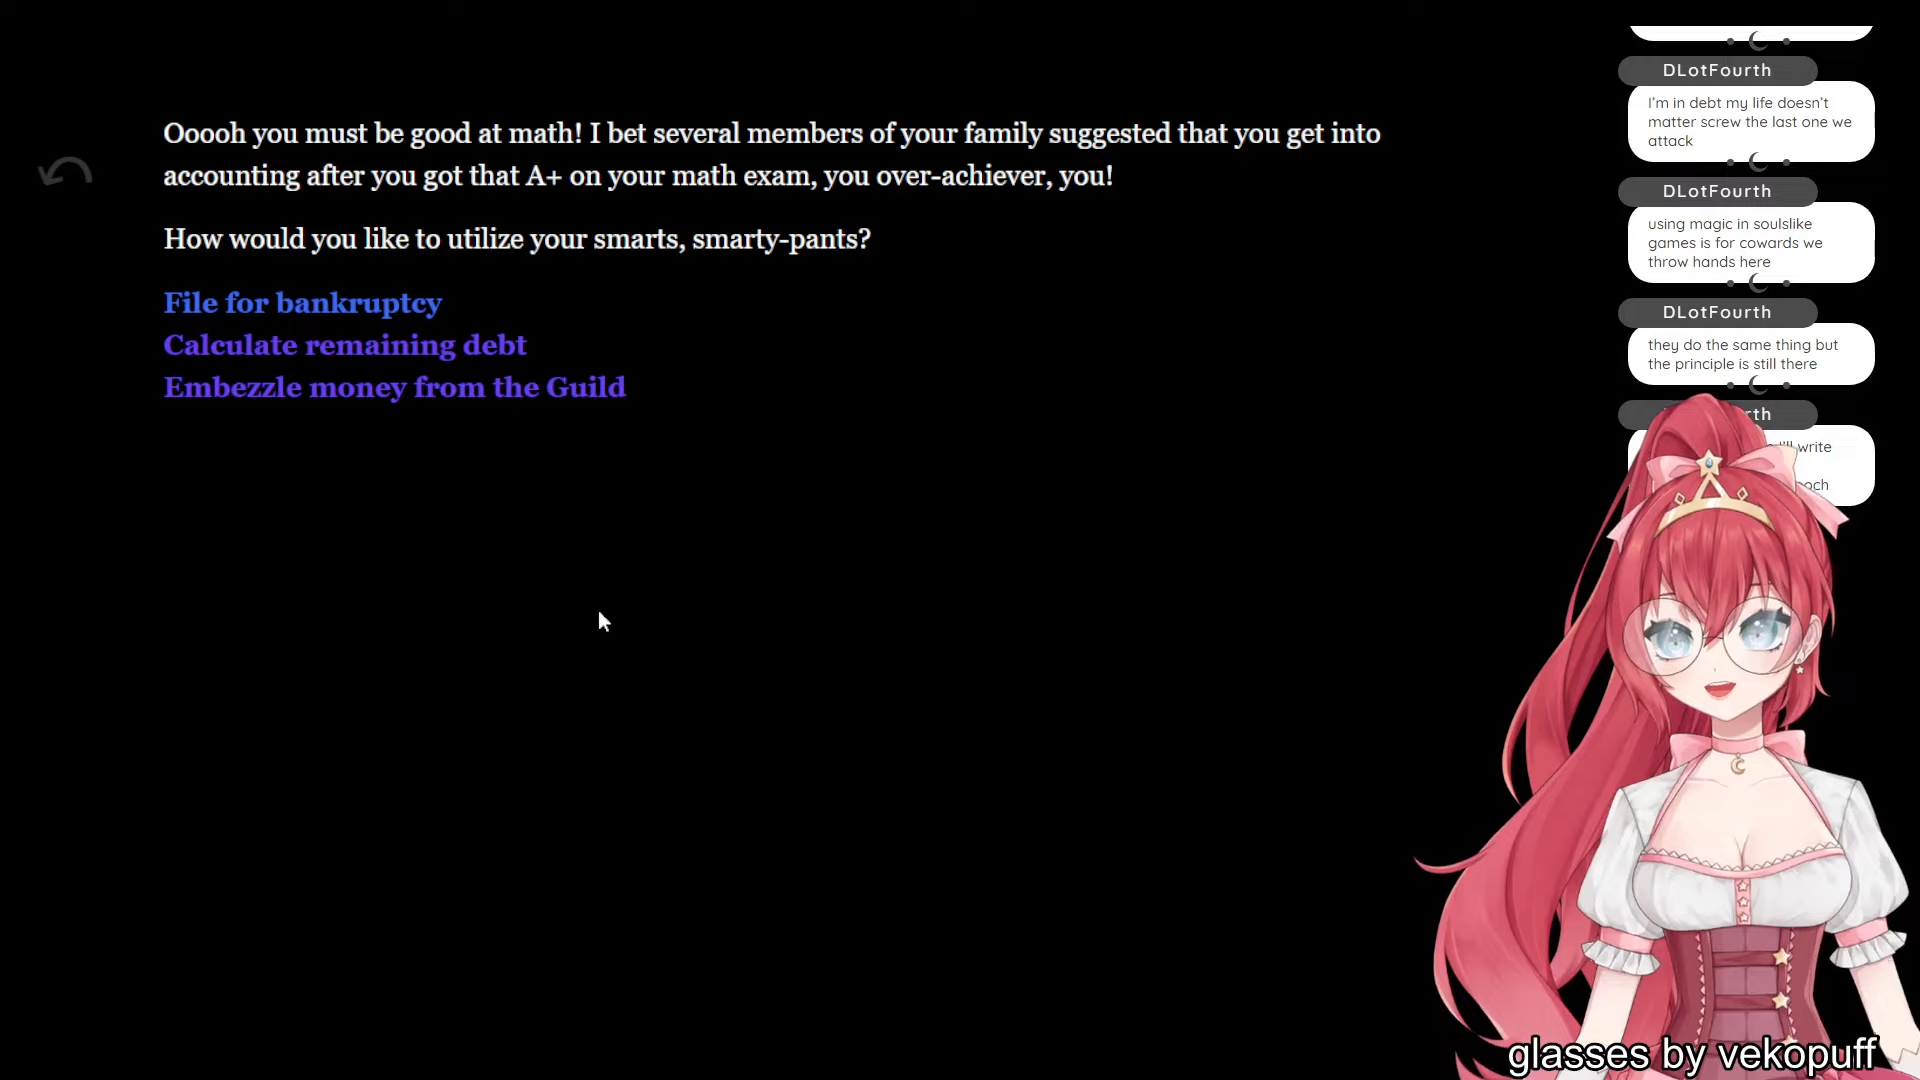 Ooooh you must be good at math! I bet several members of your family suggested that you get into
accounting after you got that A+ on your math exam, you over-achiever, you!
How would you like to utilize your smarts, smarty-pants?
File for bankruptcy
Calculate remaining debt
Embezzle money from the Guild
DLotFourth
I'm in debt my life doesn't
matter screw the last one we
attack
DLotFourth
using magic in soulslike
games is for cowards we
throw hands here
DLotFourth
they do the same thing but
the principle is still there
write
glasses by vekopuff